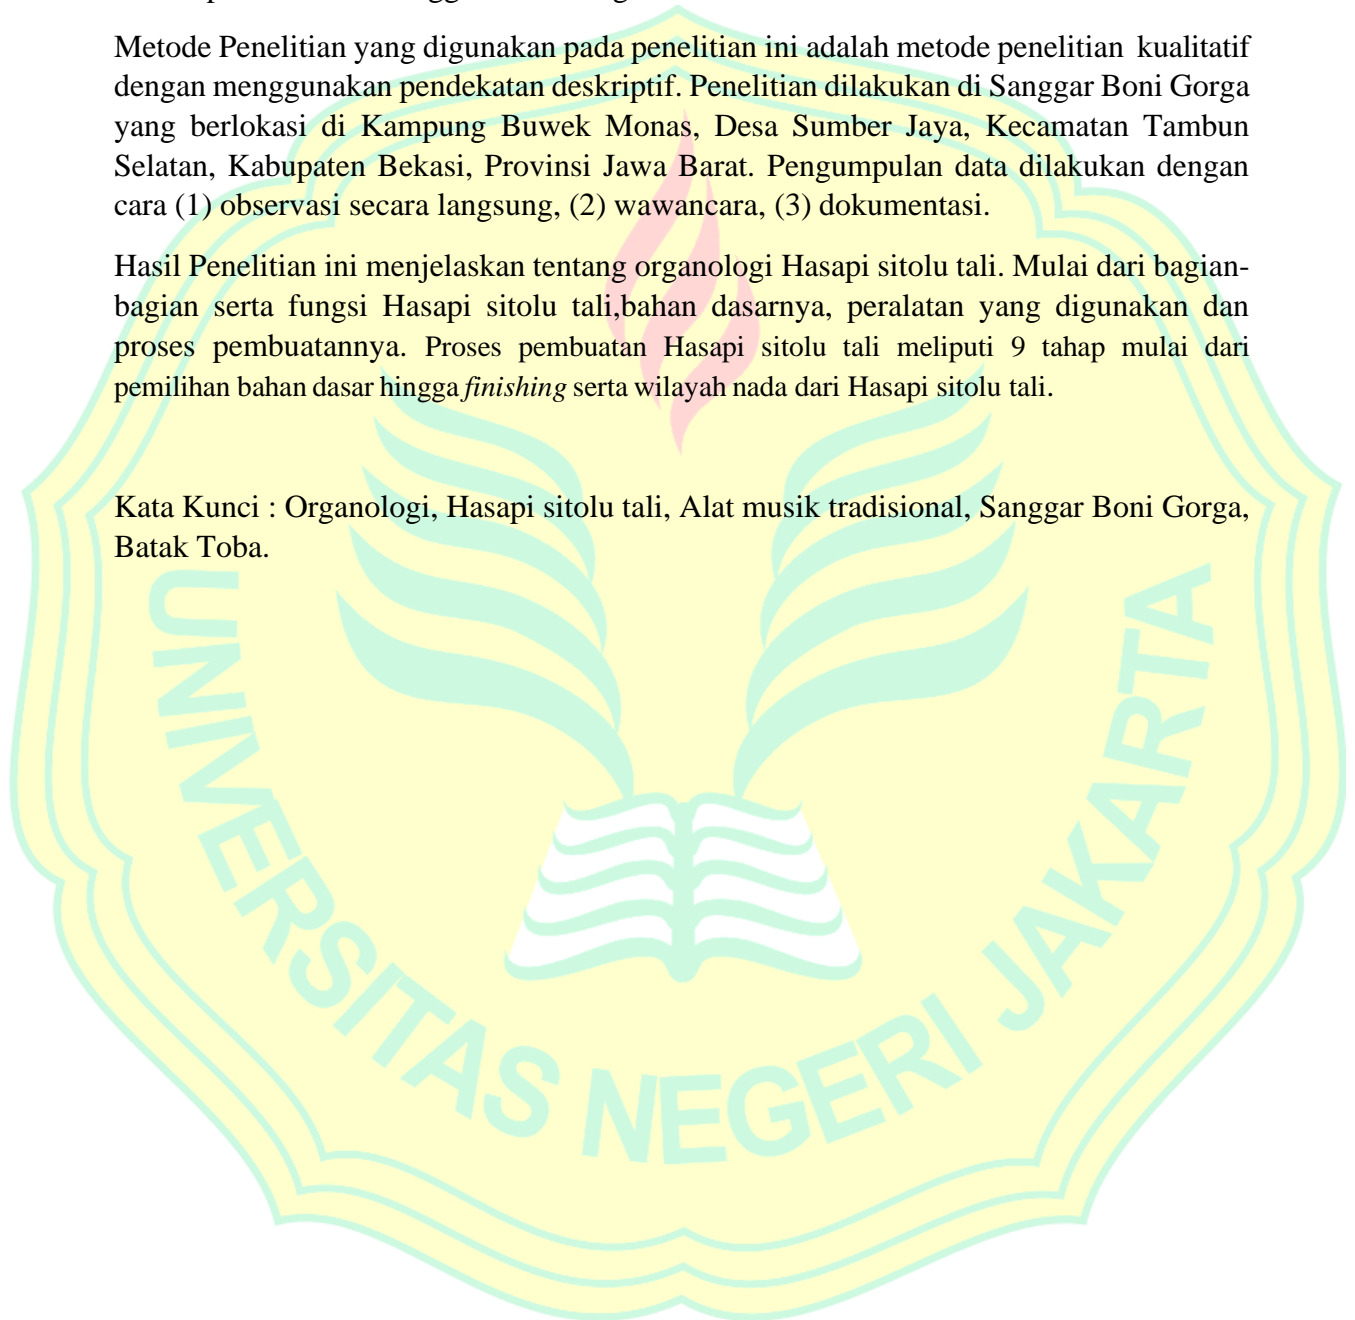 Metode Penelitian yang digunakan pada penelitian ini adalah metode penelitian kualitatif
dengan menggunakan pendekatan deskriptif. Penelitian dilakukan di Sanggar Boni Gorga
yang berlokasi di Kampung Buwek Monas, Desa Sumber Jaya, Kecamatan Tambun
Selatan, Kabupaten Bekasi, Provinsi Jawa Barat. Pengumpulan data dilakukan dengan
cara (1) observasi secara langsung, (2) wawancara, (3) dokumentasi.
Hasil Penelitian ini menjelaskan tentang organologi Hasapi sitolu tali. Mulai dari bagian-
bagian serta fungsi Hasapi sitolu tali,bahan dasarnya, peralatan yang digunakan dan
proses pembuatannya. Proses pembuatan Hasapi sitolu tali meliputi 9 tahap mulai dari
pemilihan bahan dasar hingga finishing serta wilayah nada dari Hasapi sitolu tali.
Kata Kunci : Organologi, Hasapi sitolu tali, Alat musik tradisional, Sanggar Boni Gorga,
Batak Toba.
UNIVERSITAS NEGERI JAKARTA